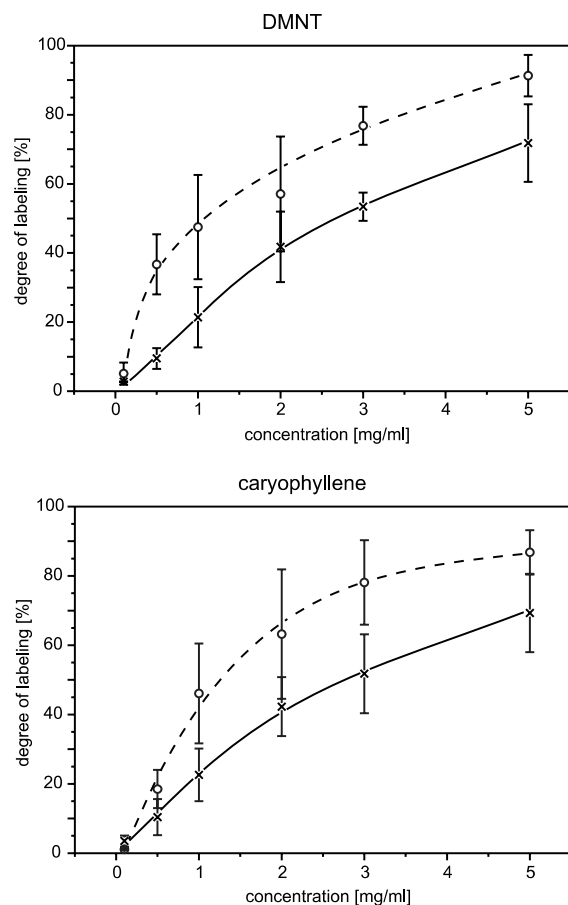 DMNT
100
80
60
40
20
0
degree of labeling [%]
0 1 2 3 4 5
concentration [mg/ml]
caryophyllene
100
80
60
40
20
0
degree of labeling [%]
0 1 2 3 4 5
concentration [mg/ml]